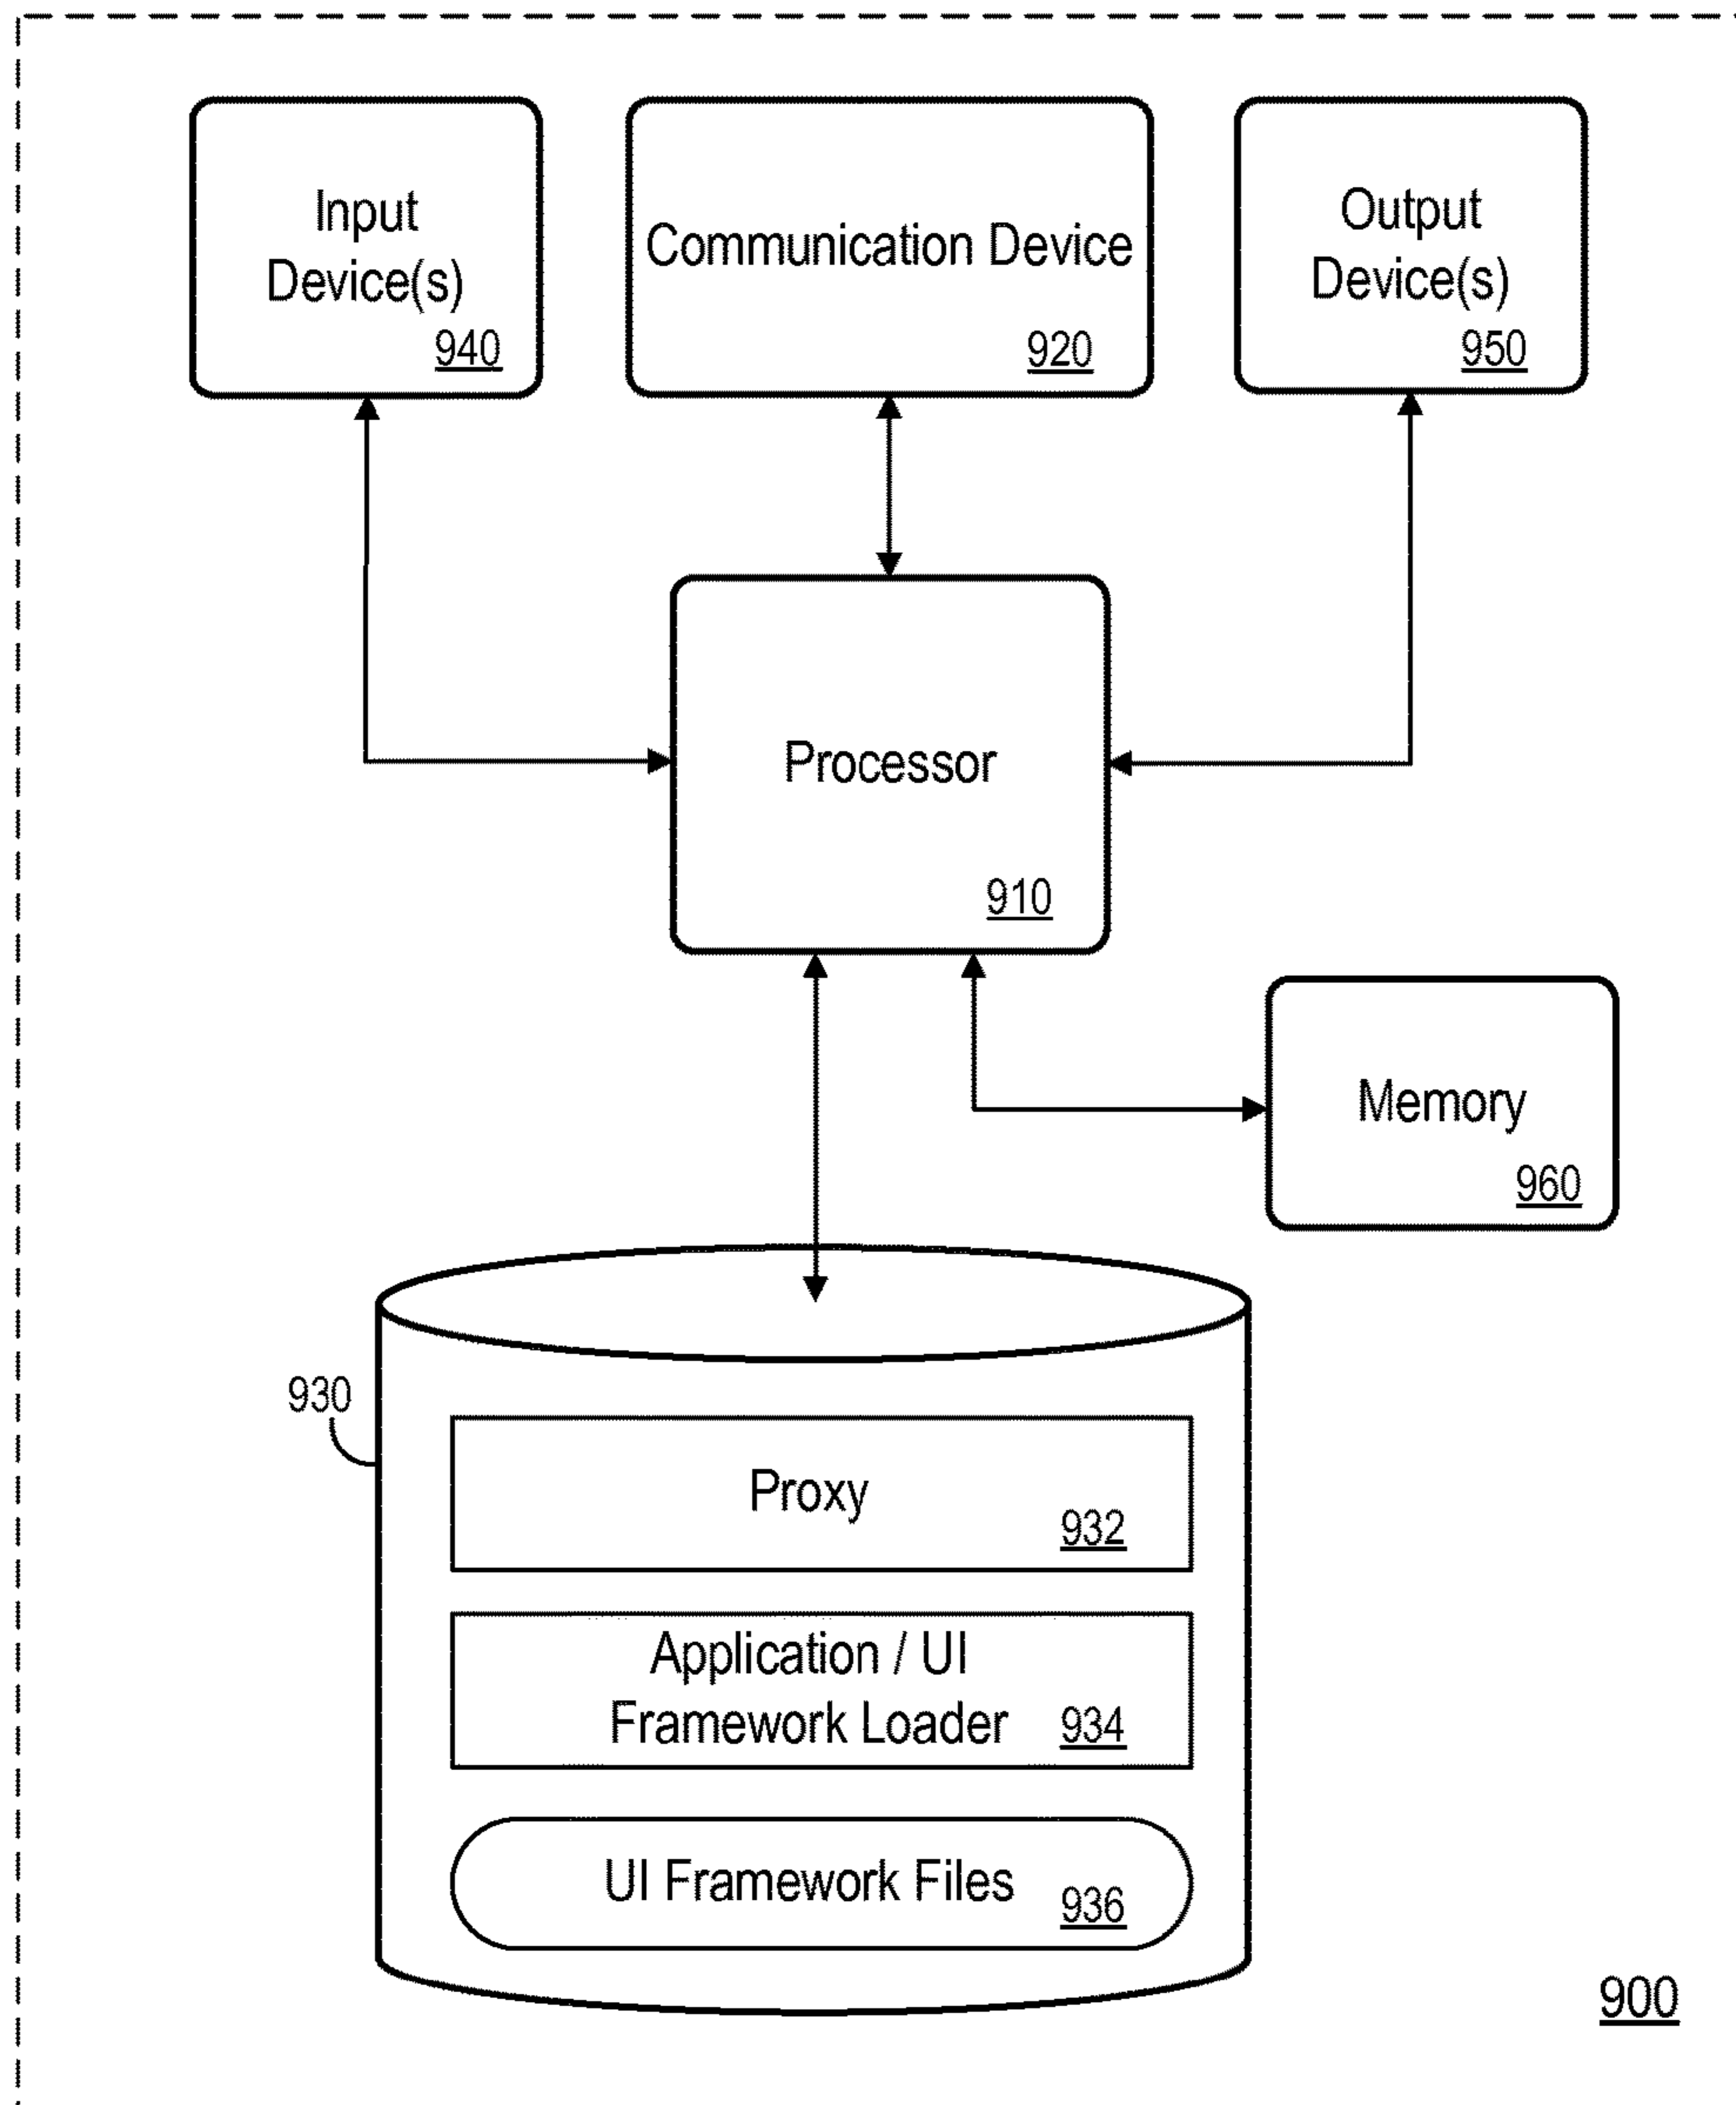 Input
Device(s)
940
Communication Device
920
Output
Device(s)
950
Processor
910
Memory
960
930
Proxy
932
Application / UI
Framework Loader
934
UI Framework Files
936
900